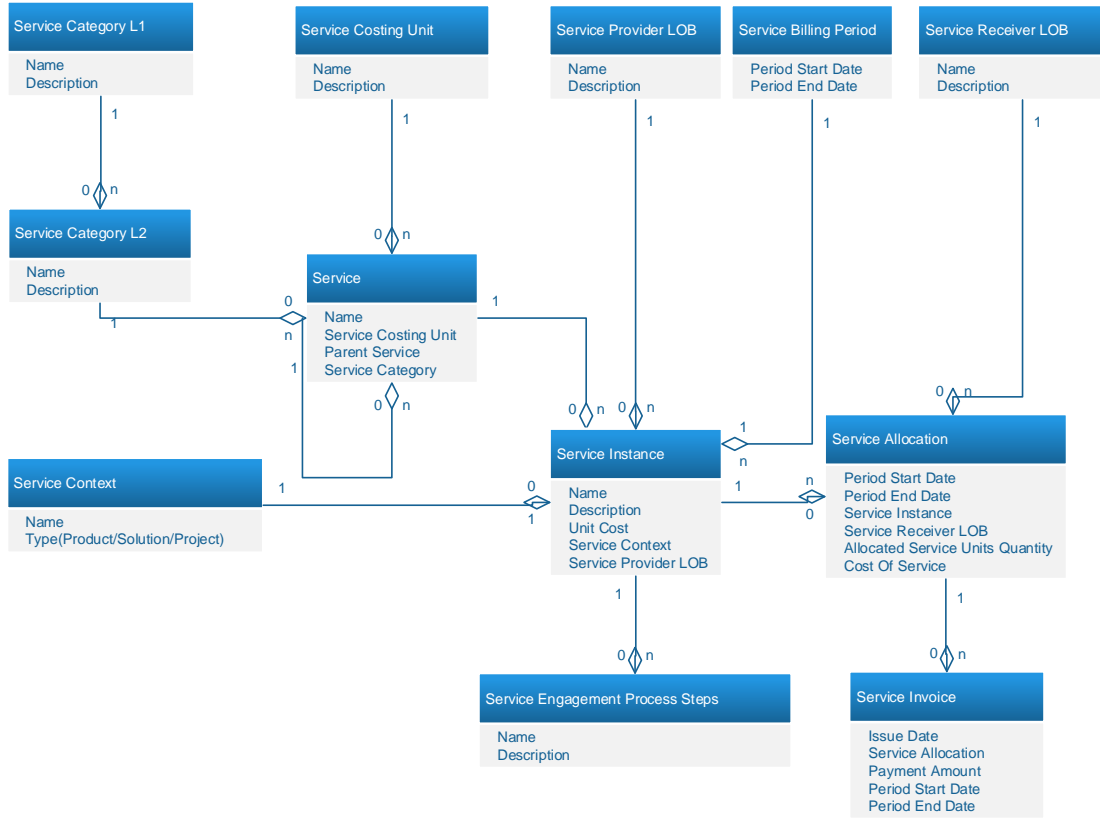 Service Category L1
Name
Description
1
0 n
Service Category L2
Name
Description
1
Service Costing Unit
Name
Description
1
0 n
Service
Name
Service Costing Unit
Parent Service
Service Category
0
n
1
0 n
1
0 n
Service Provider LOB
Name
Description
1
0 n
Service Billing Period
Period Start Date
Period End Date
1
1
n
Service Receiver LOB
Name
Description
1
0 n
Service Context
Name
Type(Product/Solution/Project)
1
0
1
Service Instance
Name
Description
Unit Cost
Service Context
Service Provider LOB
1
n
0
Service Allocation
Period Start Date
Period End Date
Service Instance
Service Receiver LOB
Allocated Service Units Quantity
Cost Of Service
1
0 n
Service Engagement Process Steps
Name
Description
1
0 n
Service Invoice
Issue Date
Service Allocation
Payment Amount
Period Start Date
Period End Date